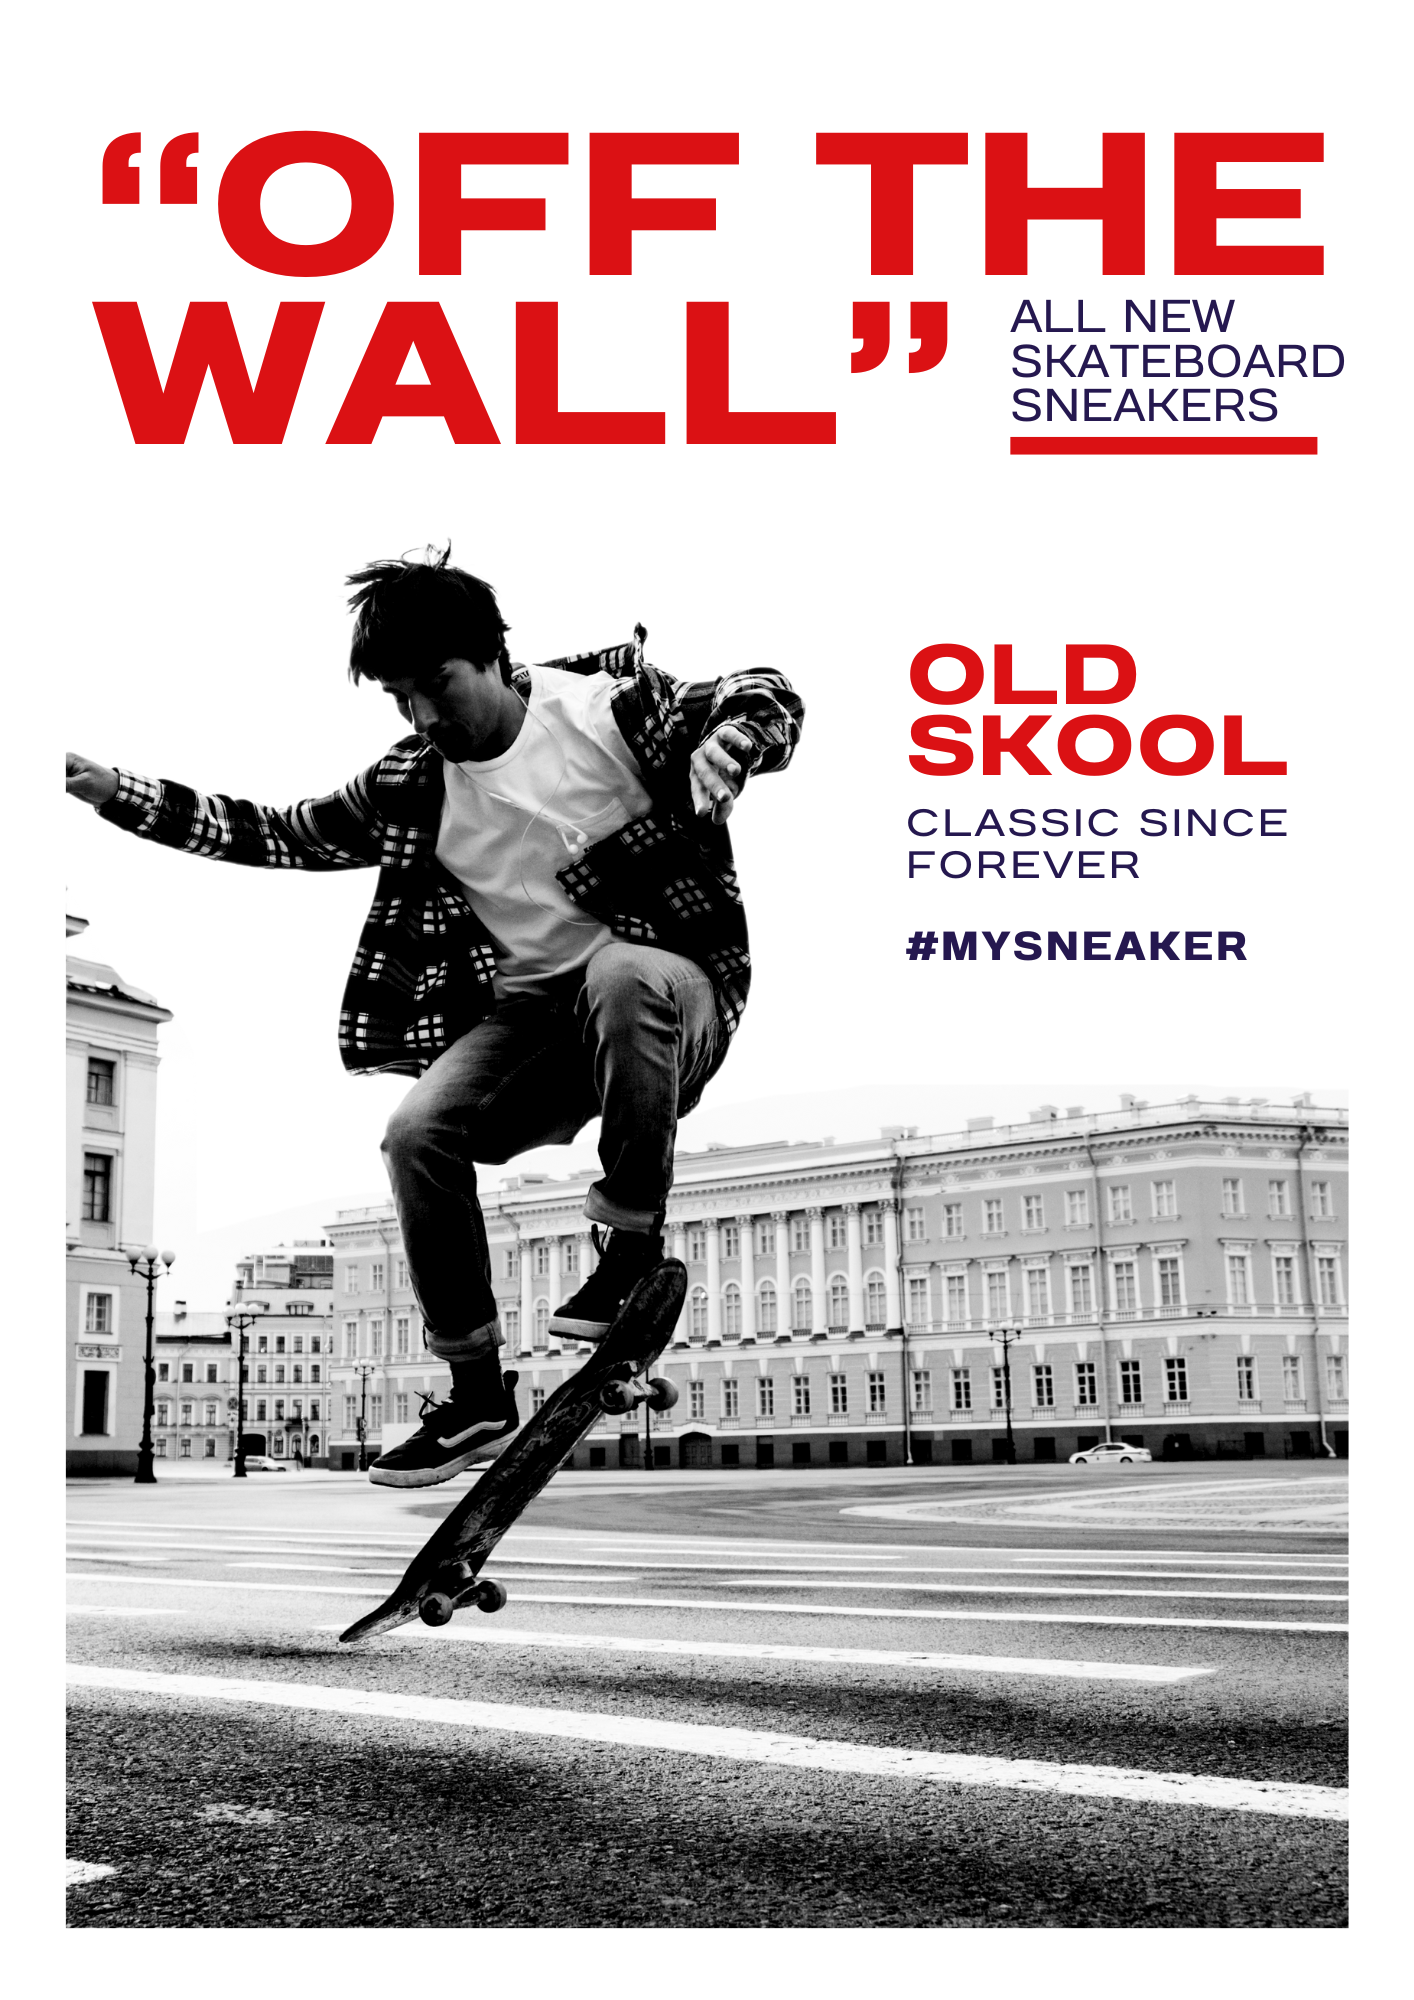 “OFF THE
WALL”
ALL NEW
SKATEBOARD
SNEAKERS
OLD
SKOOL
CLASSIC SINCE
FOREVER
#MYSNEAKER